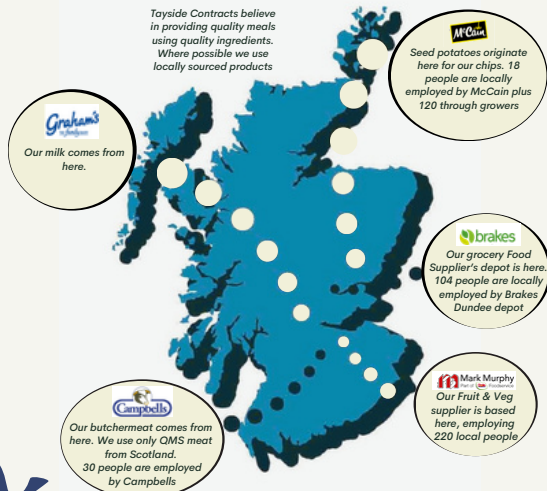 Tayside Contracts believe
in providing quality meals
using quality ingredients.
Where possible we use
locally sourced products
McCain
Seed potatoes originate
here for our chips. 18
people are locally
employed by McCain plus
120 through growers
Graham's
The family dairy
Our milk comes from
here.
brakes
Our grocery Food
Supplier's depot is here.
104 people are locally
employed by Brakes
Dundee depot
Mark Murphy
Part of Foodservice
Our Fruit & Veg
supplier is based
here, employing
220 local people
Campbells
Our butchermeat comes from
here. We use only QMS meat
from Scotland.
30 people are employed
by Campbells